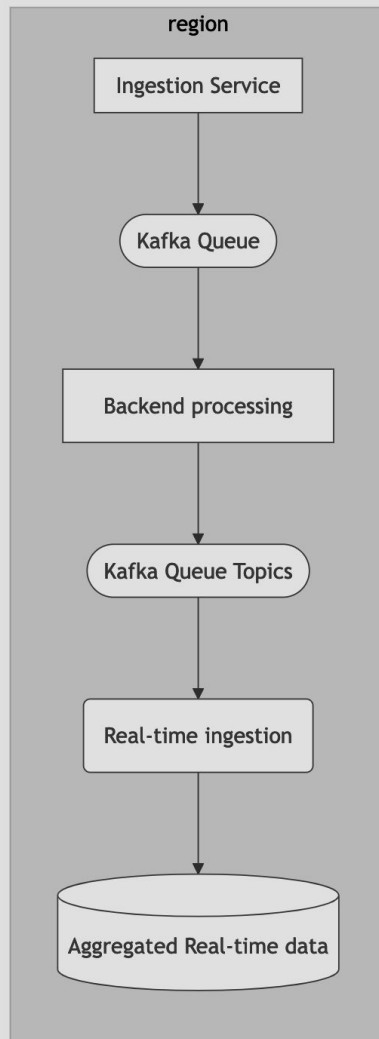 region
Ingestion Service
Kafka Queue
Backend processing
Kafka Queue Topics
Real-time ingestion
Aggregated Real-time data